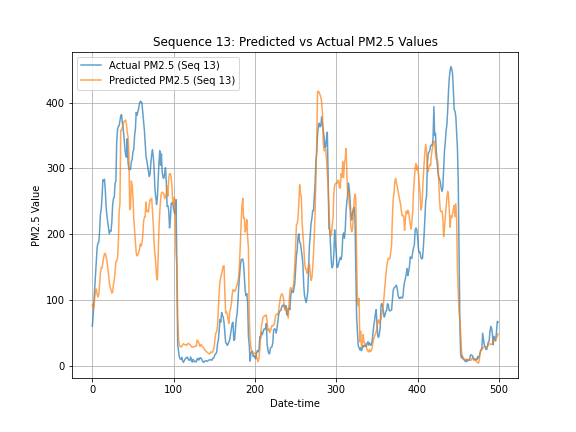 Sequence 13: Predicted vs Actual PM2.5 Values
Actual PM2.5 (Seq 13)
Predicted PM2.5 (Seq 13)
400
300
200
100
0
PM2.5 Value
0 100 200 300 400 500
Date-time